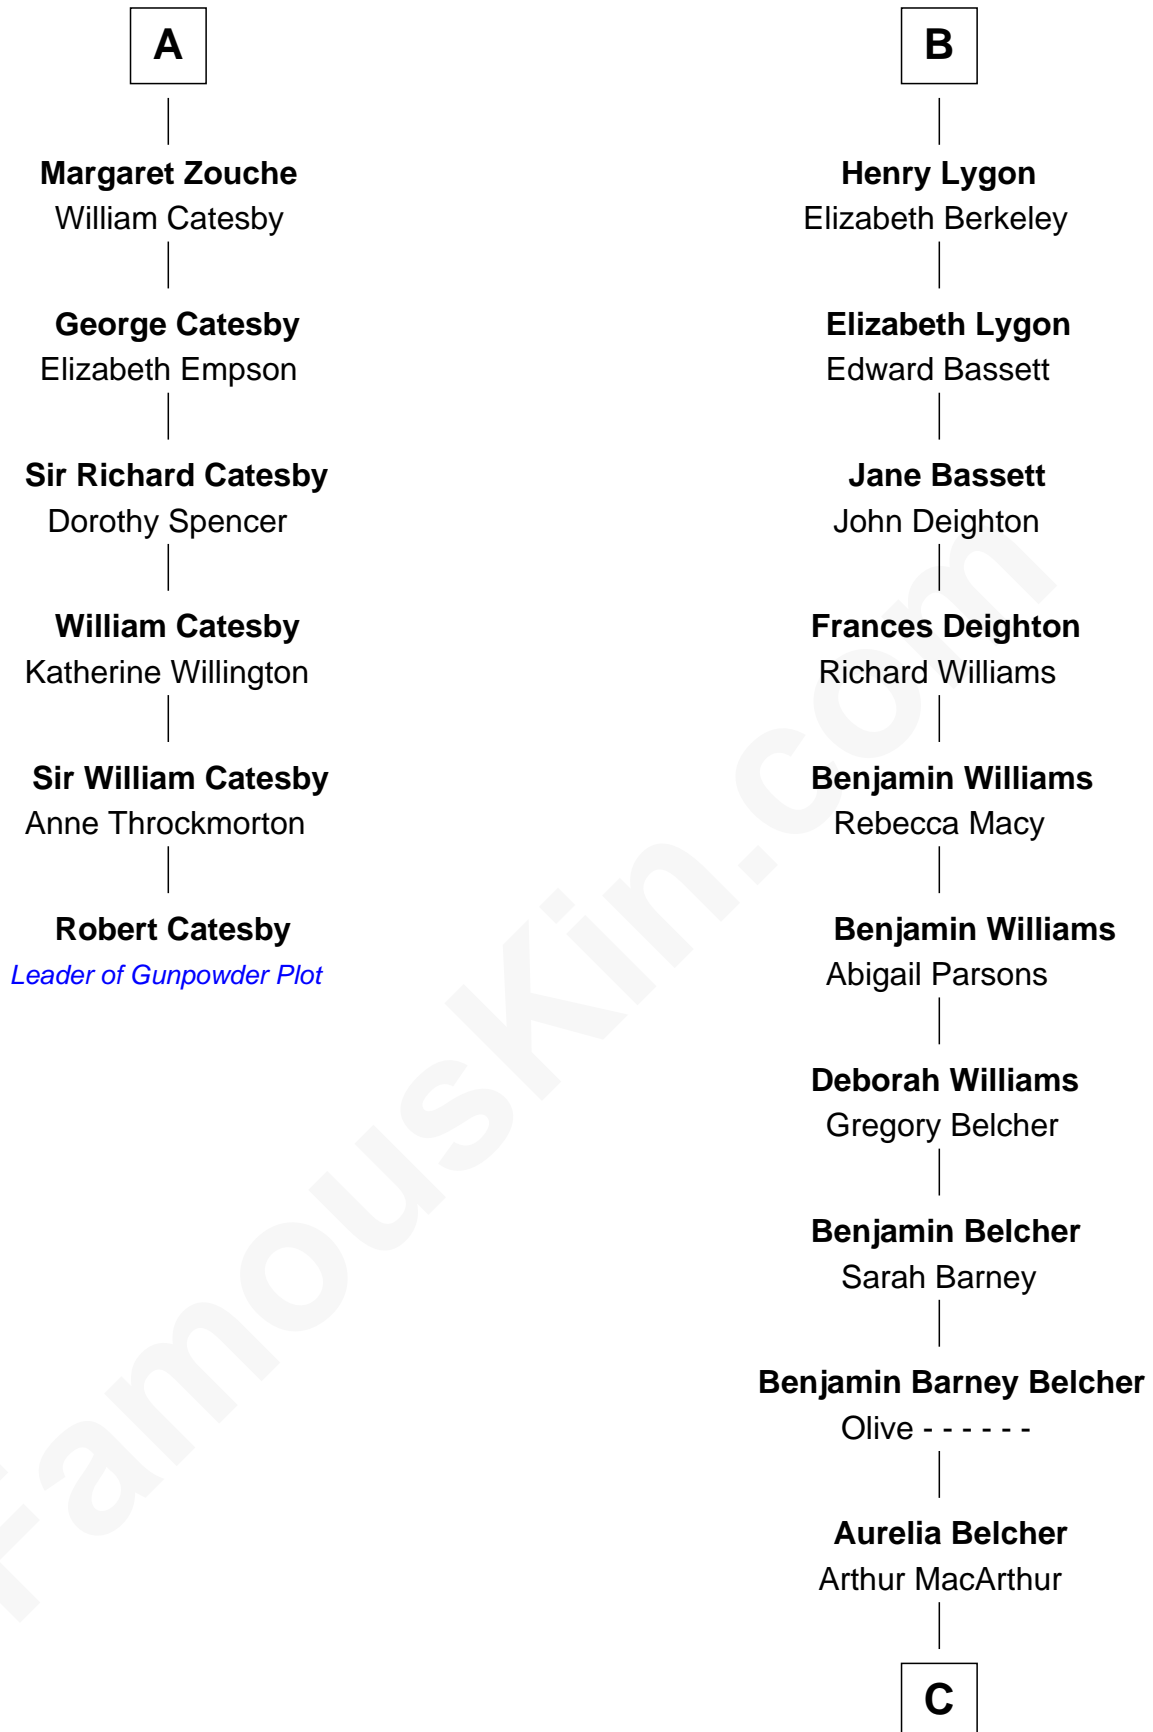 A
Margaret Zouche
William Catesby
George Catesby
Elizabeth Empson
Sir Richard Catesby
Dorothy Spencer
William Catesby
Katherine Willington
Sir William Catesby
Anne Throckmorton
Robert Catesby
Leader of Gunpowder Plot
B
Henry Lygon
Elizabeth Berkeley
Elizabeth Lygon
Edward Bassett
Jane Bassett
John Deighton
Frances Deighton
Richard Williams
Benjamin Williams
Rebecca Macy
Benjamin Williams
Abigail Parsons
Deborah Williams
Gregory Belcher
Benjamin Belcher
Sarah Barney
Benjamin Barney Belcher
Olive - - - - - -
Aurelia Belcher
Arthur MacArthur
C
FamousKin.com